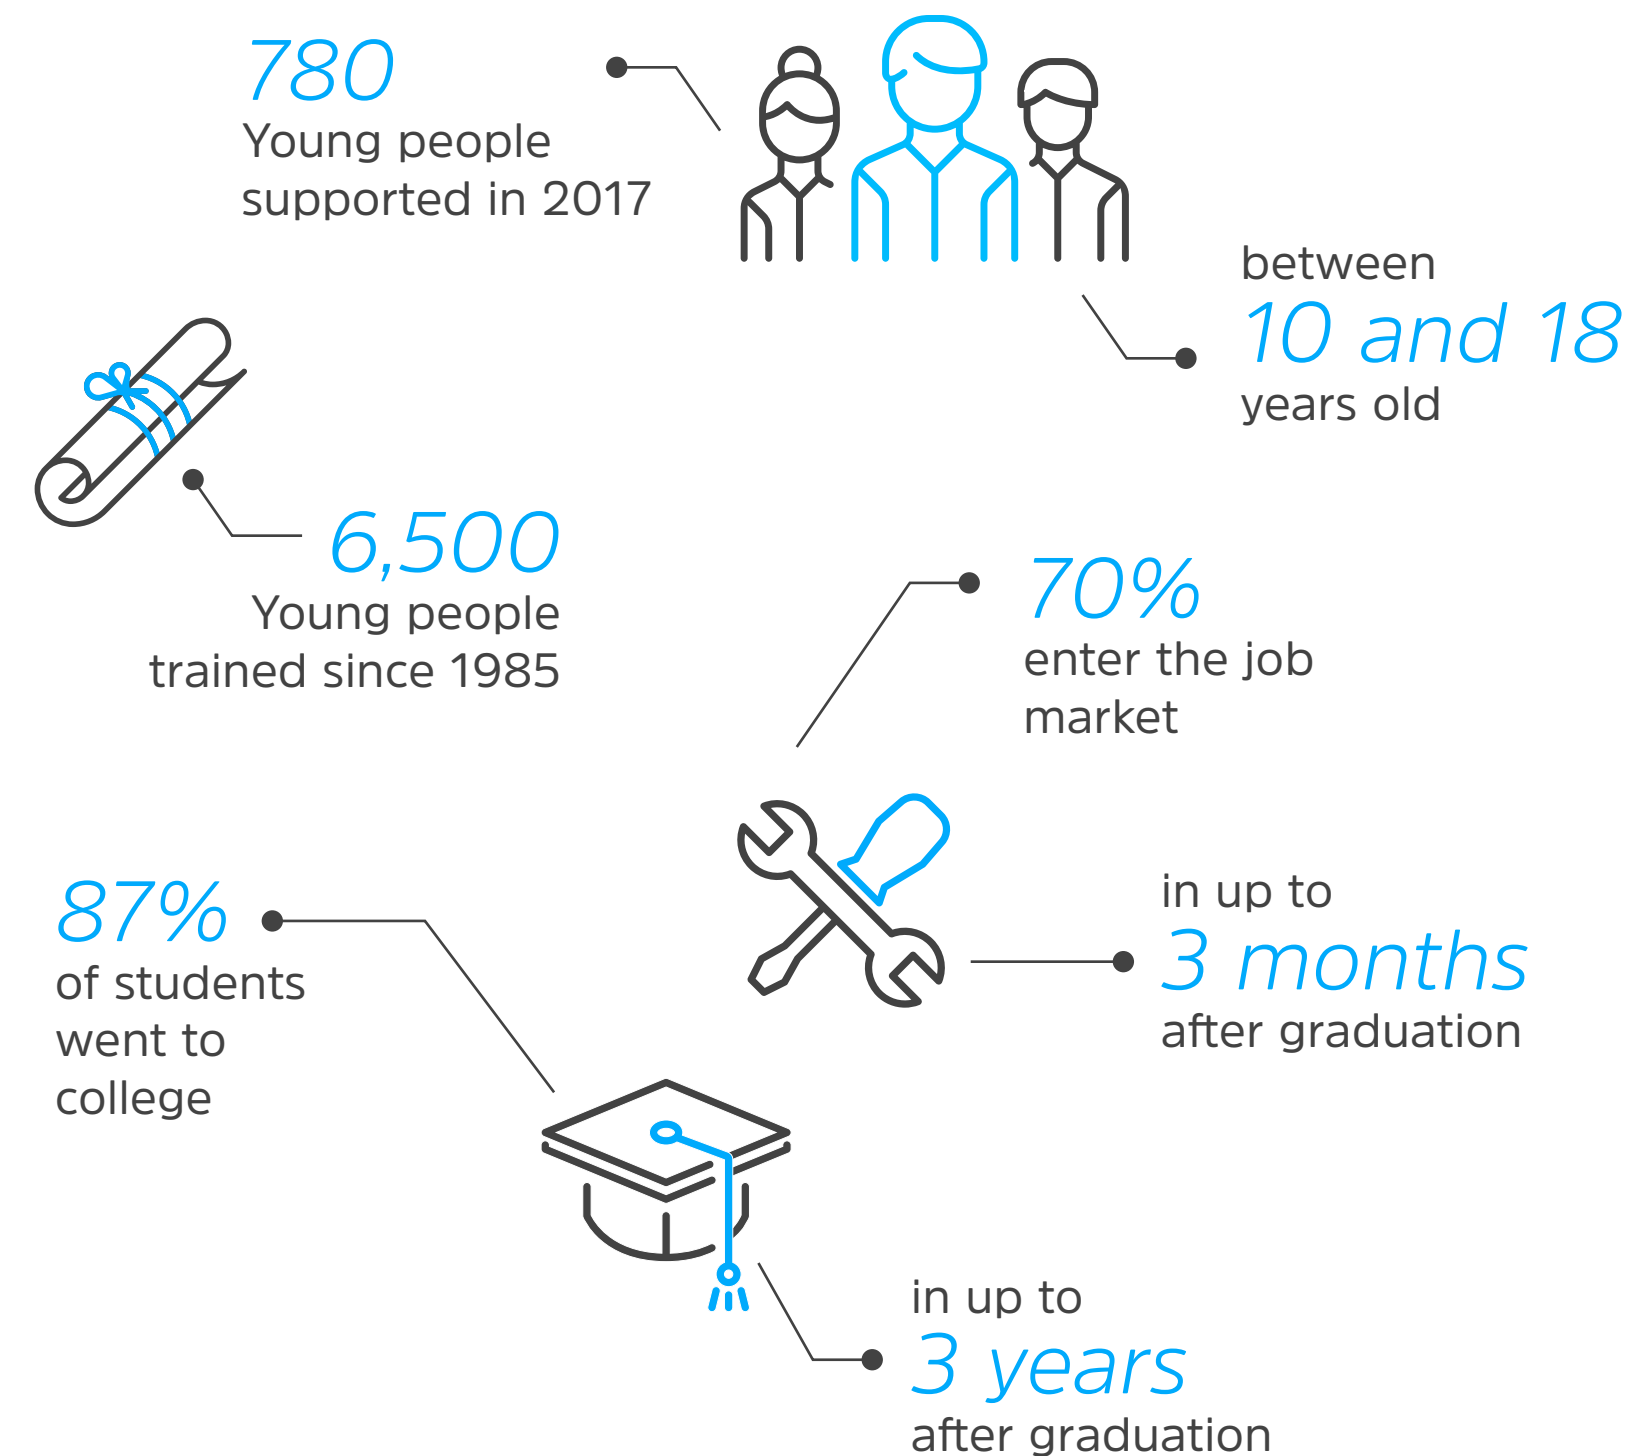 780
Young people
supported in 2017
between
10 and 18
years old
6,500
Young people
trained since 1985
70%
enter the job
market
in up to
3 months
after graduation
87%
of students
went to
college
in up to
3 years
after graduation